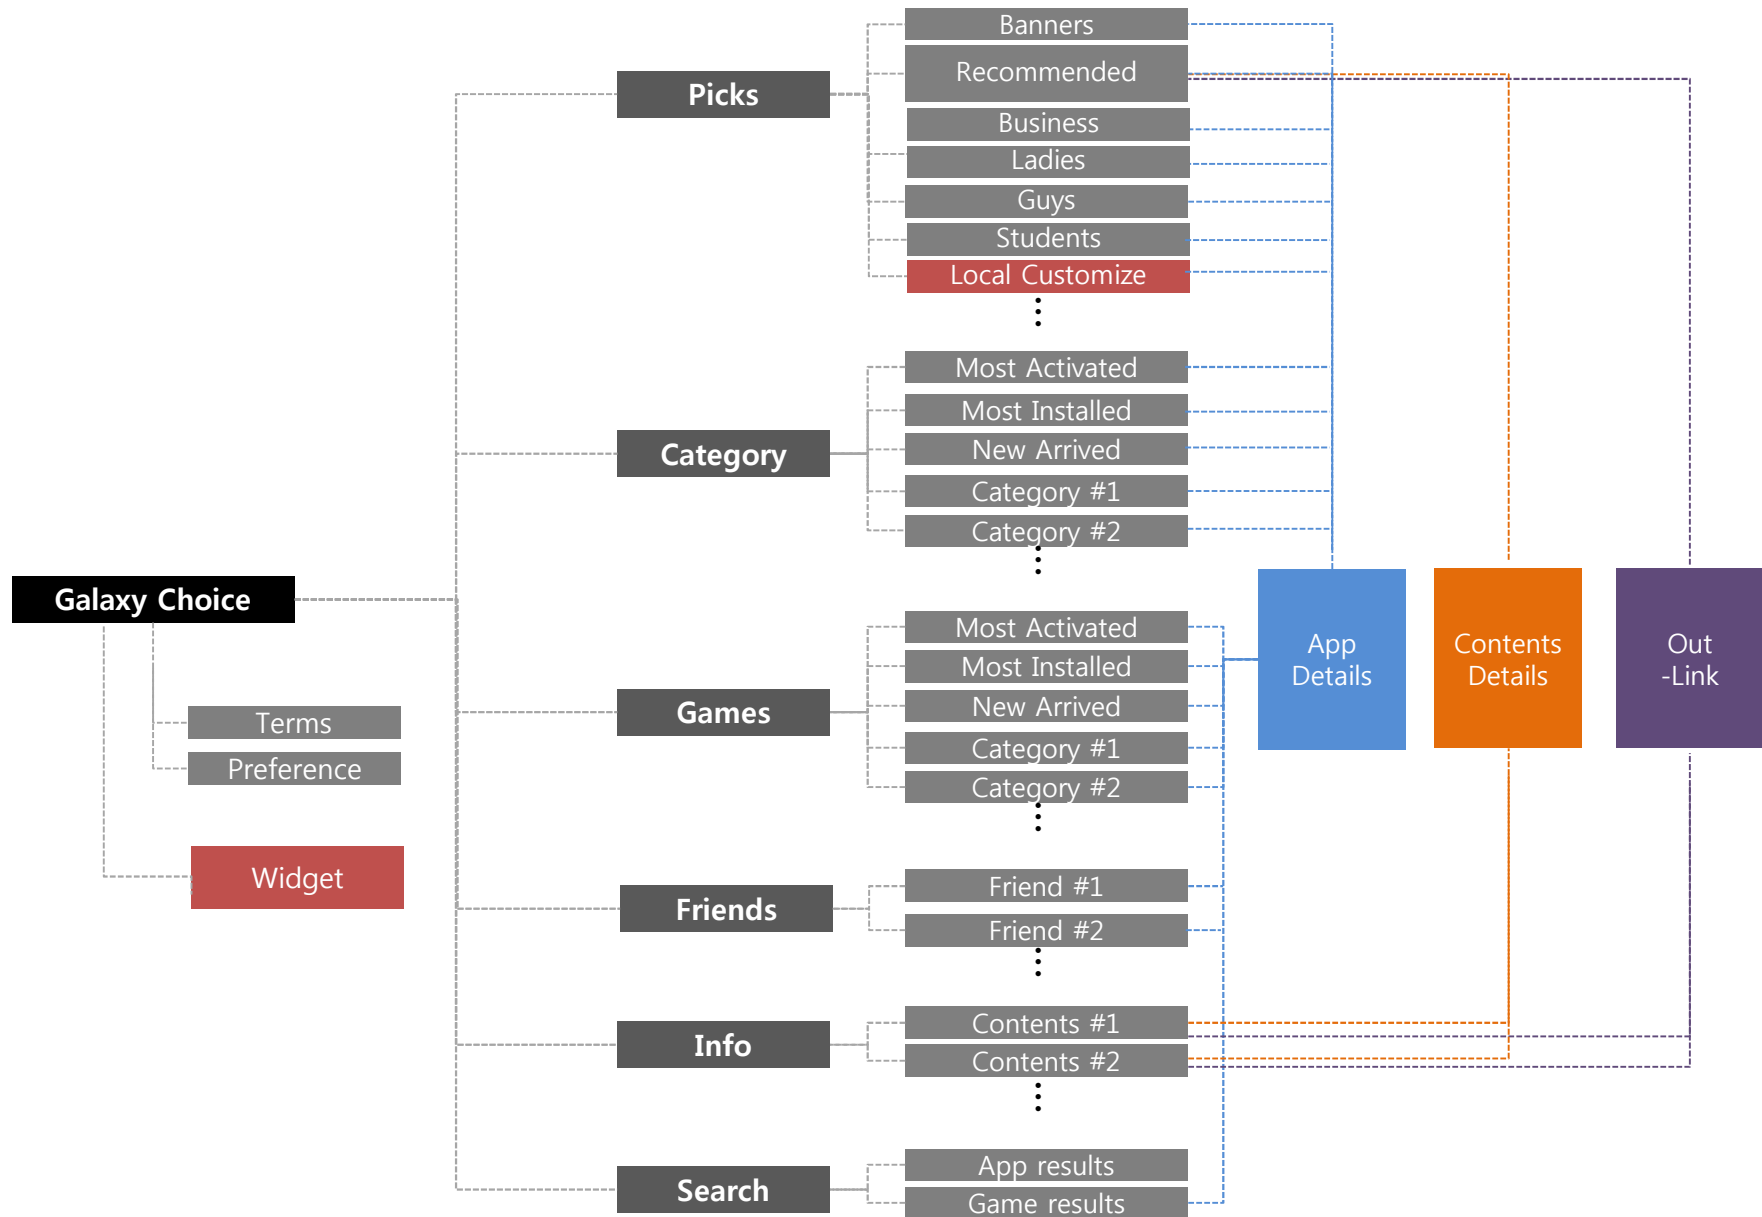 Galaxy Choice
Terms
Preference
Widget
Picks
Banners
Recommended
Business
Ladies
Guys
Students
Local Customize
Category
Most Activated
Most Installed
New Arrived
Category #1
Category #2
Games
Most Activated
Most Installed
New Arrived
Category #1
Category #2
Friends
Friend #1
Friend #2
Info
Contents #1
Contents #2
Search
App results
Game results
App
Details
Contents
Details
Out
-Link